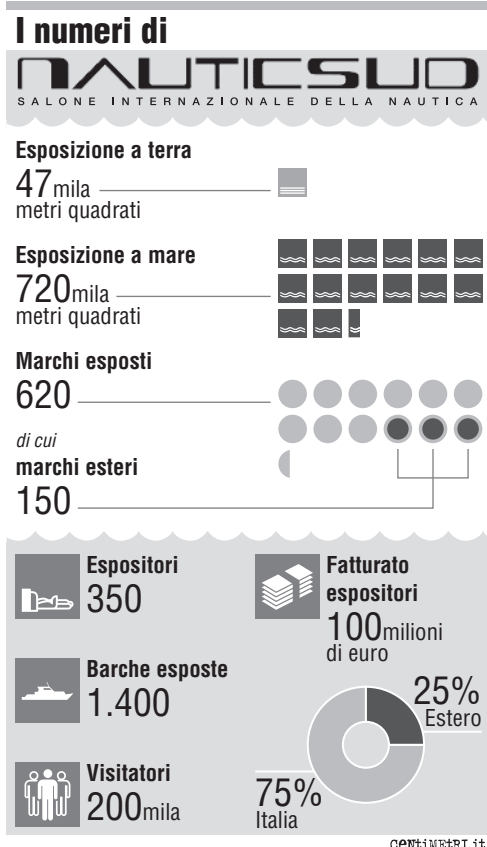 I numeri di
NAUTICSUD
SALONE INTERNAZIONALE DELLA NAUTICA
Esposizione a terra
47mila
metri quadrati
Esposizione a mare
720mila
metri quadrati
Marchi esposti
620
di cui
marchi esteri
150
Espositori
350
Barche esposte
1.400
Visitatori
200mila
Fatturato
espositori
100milioni
di euro
25%
Estero
75%
Italia
CENTIMETRI.it